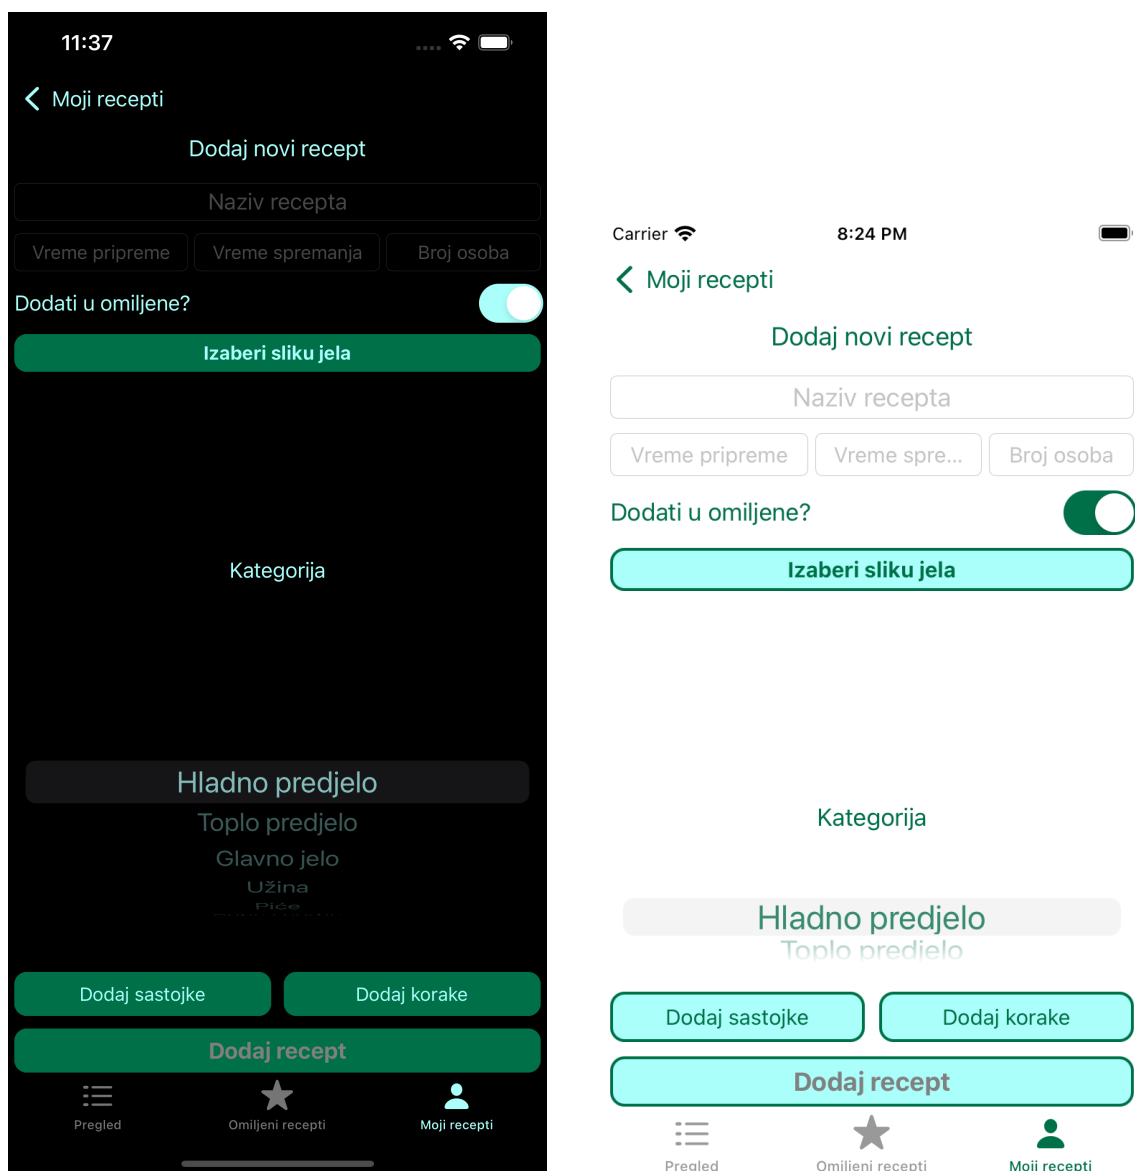 11:37
Moji recepti
Dodaj novi recept
Naziv recepta
Vreme pripreme
Vreme spremanja
Broj osoba
Dodati u omiljene?
Izaberi sliku jela
Kategorija
Hladno predjelo
Toplo predjelo
Glavno jelo
Užina
Piće
Dodaj sastojke
Dodaj korake
Dodaj recept
Pregled
Omiljeni recepti
Moji recepti
Carrier
8:24 PM
Moji recepti
Dodaj novi recept
Naziv recepta
Vreme pripreme
Vreme spre...
Broj osoba
Dodati u omiljene?
Izaberi sliku jela
Kategorija
Hladno predjelo
Toplo predjelo
Dodaj sastojke
Dodaj korake
Dodaj recept
Pregled
Omiljeni recepti
Moji recepti